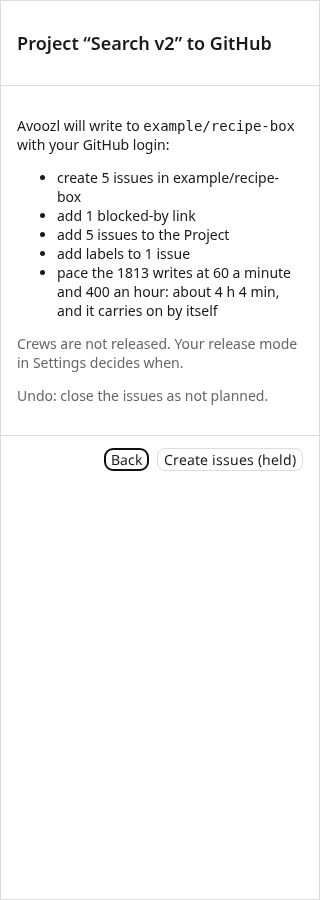 Project “Search v2” to GitHub
Avoozl will write to example/recipe-box
with your GitHub login:
• create 5 issues in example/recipe-
box
• add 1 blocked-by link
• add 5 issues to the Project
• add labels to 1 issue
• pace the 1813 writes at 60 a minute
and 400 an hour: about 4 h 4 min,
and it carries on by itself
Crews are not released. Your release mode
in Settings decides when.
Undo: close the issues as not planned.
Back
Create issues (held)